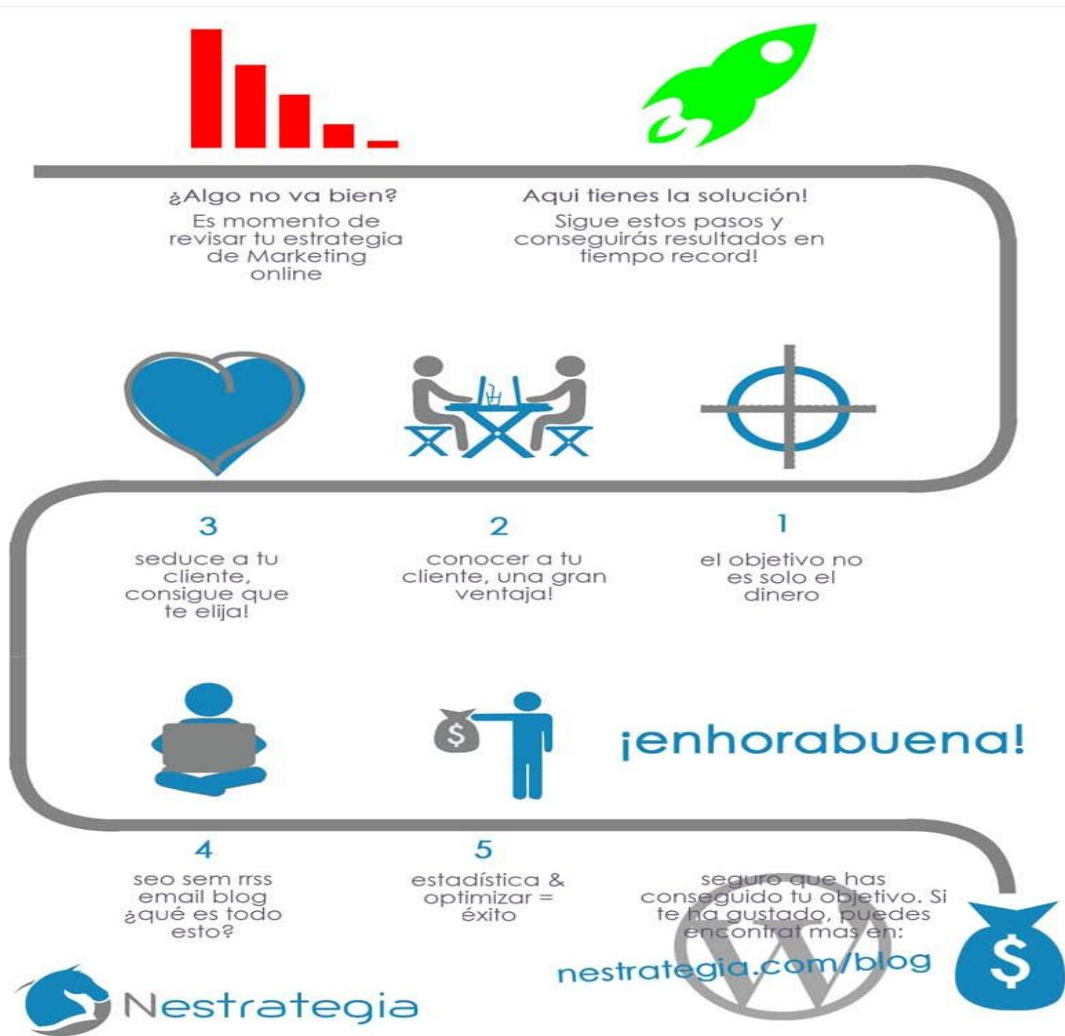 ¿Algo no va bien?
Es momento de
revisar tu estrategia
de Marketing
online
Aqui tienes la solución!
Sigue estos pasos y
conseguirás resultados en
tiempo record!
1
el objetivo no
es solo el
dinero
2
conocer a tu
cliente, una gran
ventaja!
3
seduce a tu
cliente,
consigue que
te elija!
¡enhorabuena!
4
seo sem rrss
email blog
¿qué es todo
esto?
5
estadística &
optimizar =
éxito
seguro que has
conseguido tu objetivo. Si
te ha gustado, puedes
encontrat mas en:
nestrategia.com/blog
Nestrategia
$
$
W